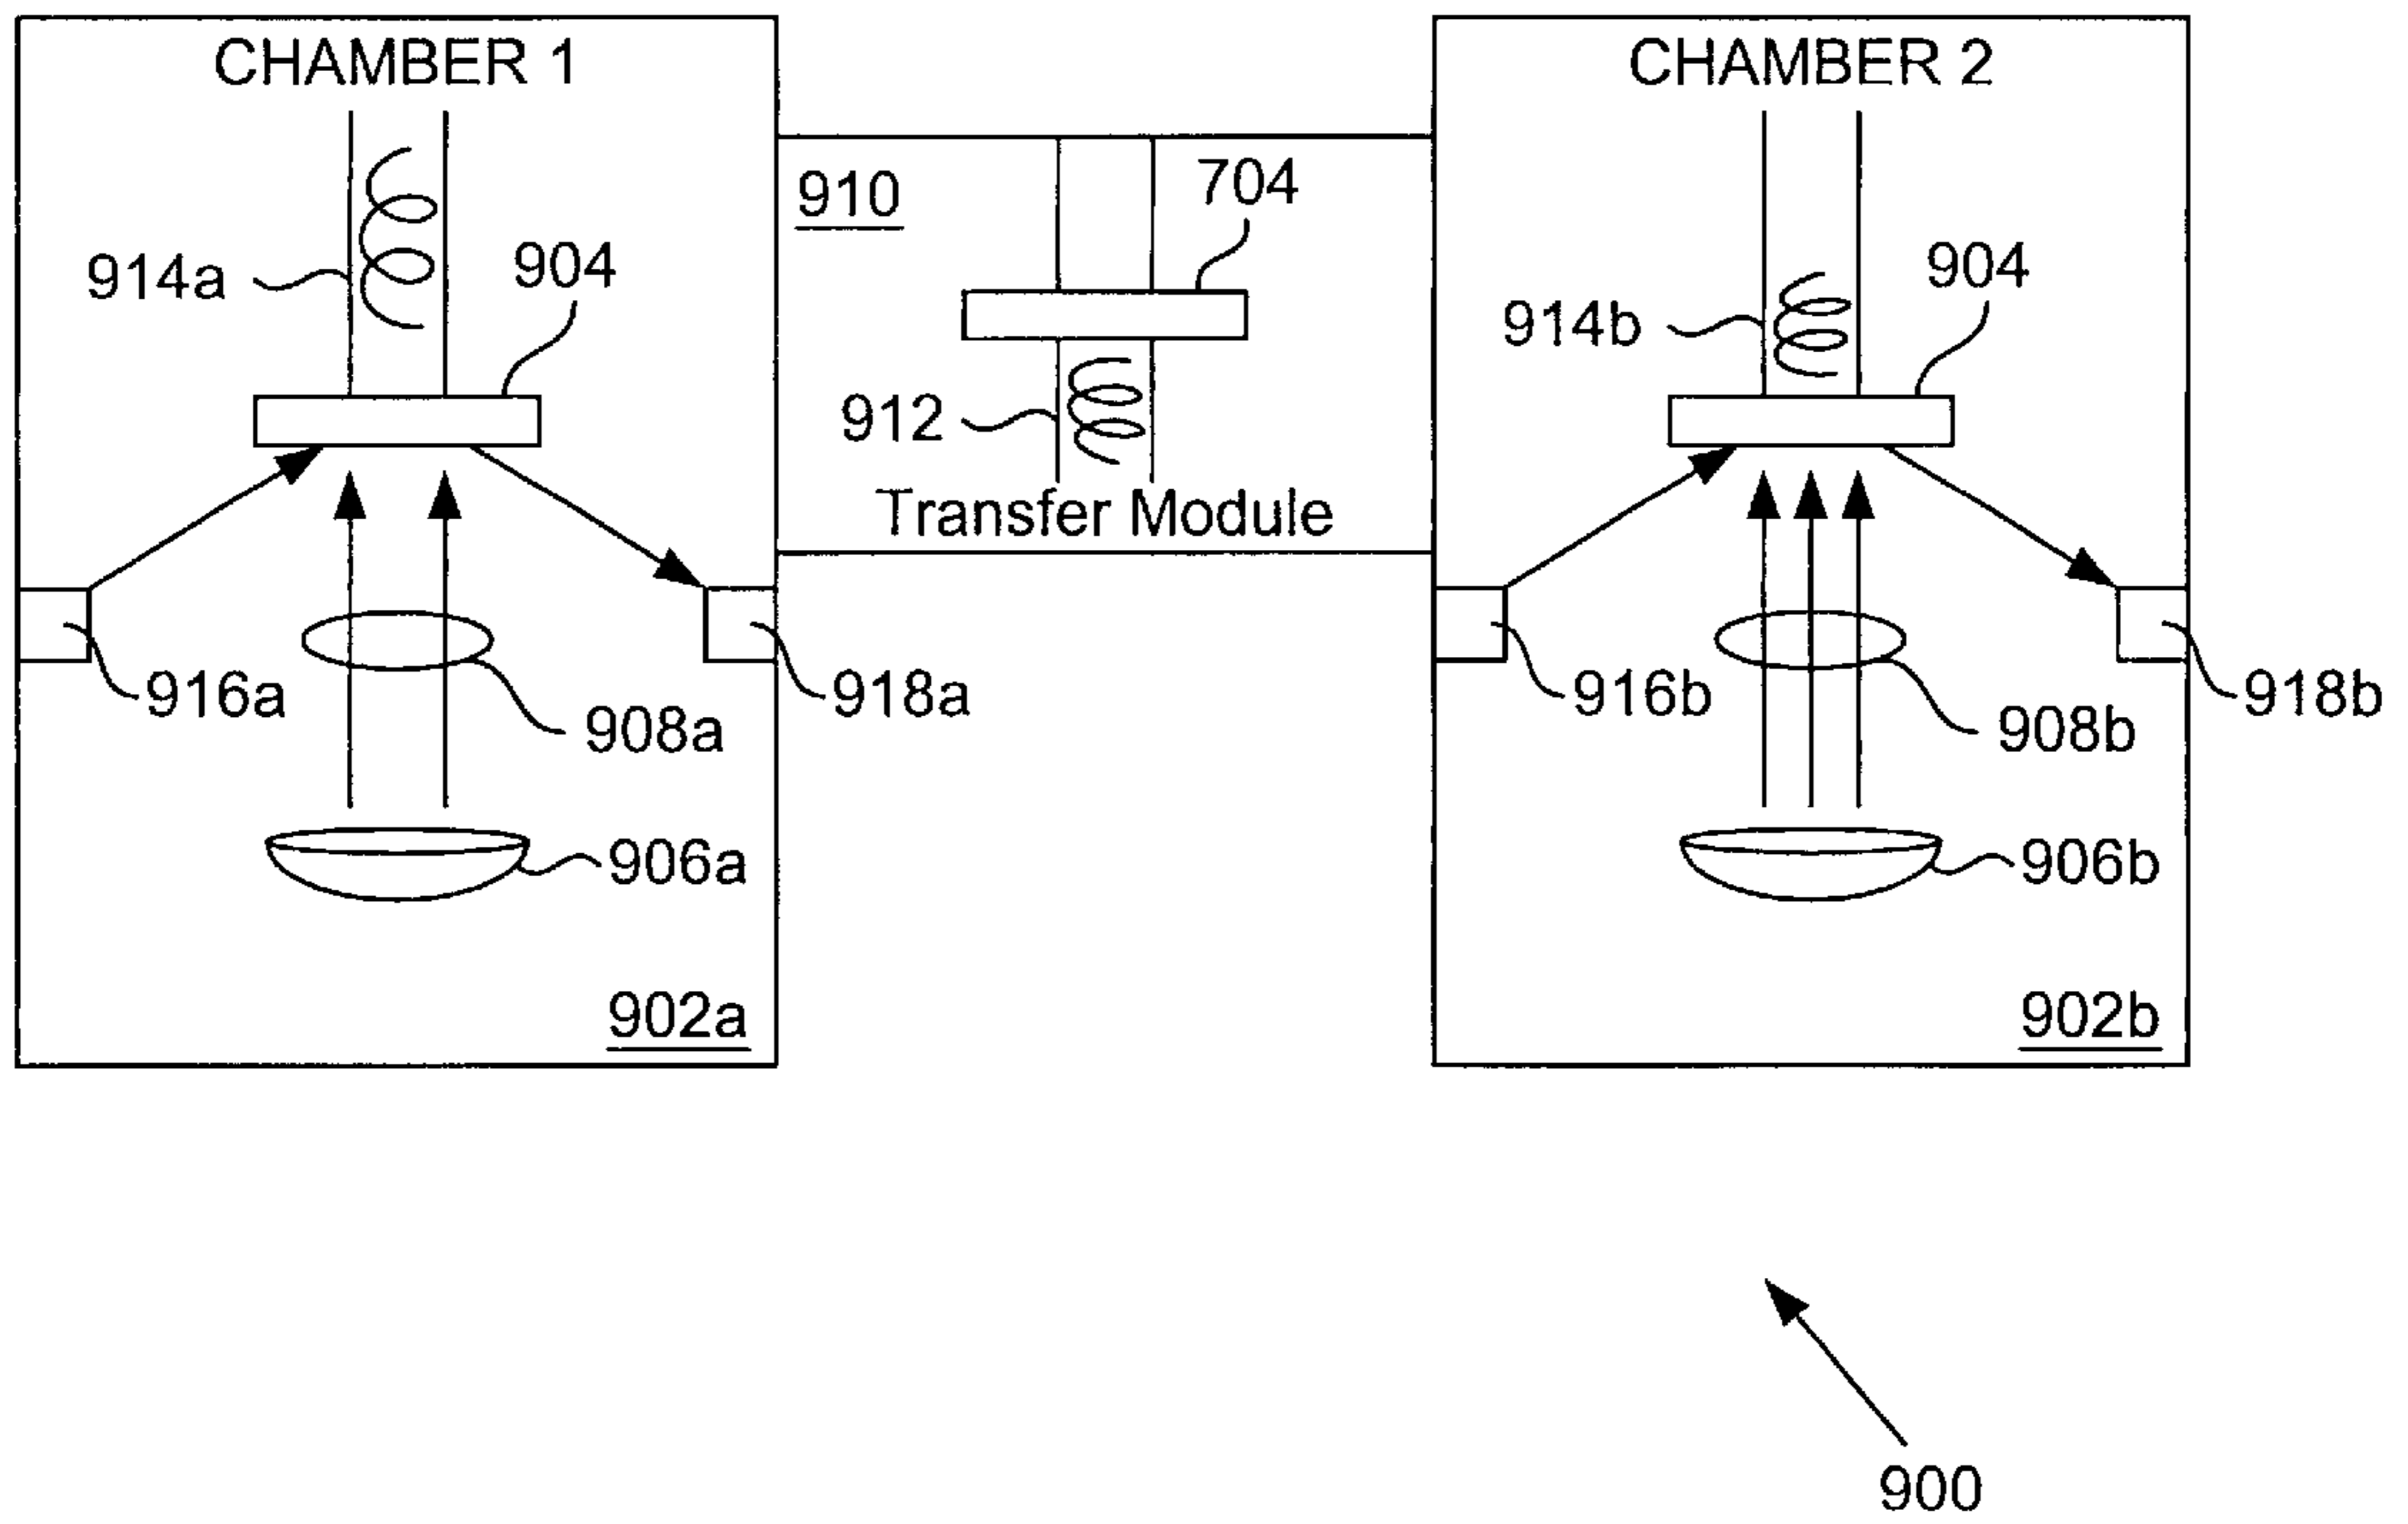 CHAMBER 1
CHAMBER 2
910
704
914a
904
914b
904
912
Transfer Module
916a
908a
918a
916b
908b
918b
906a
906b
902a
902b
900